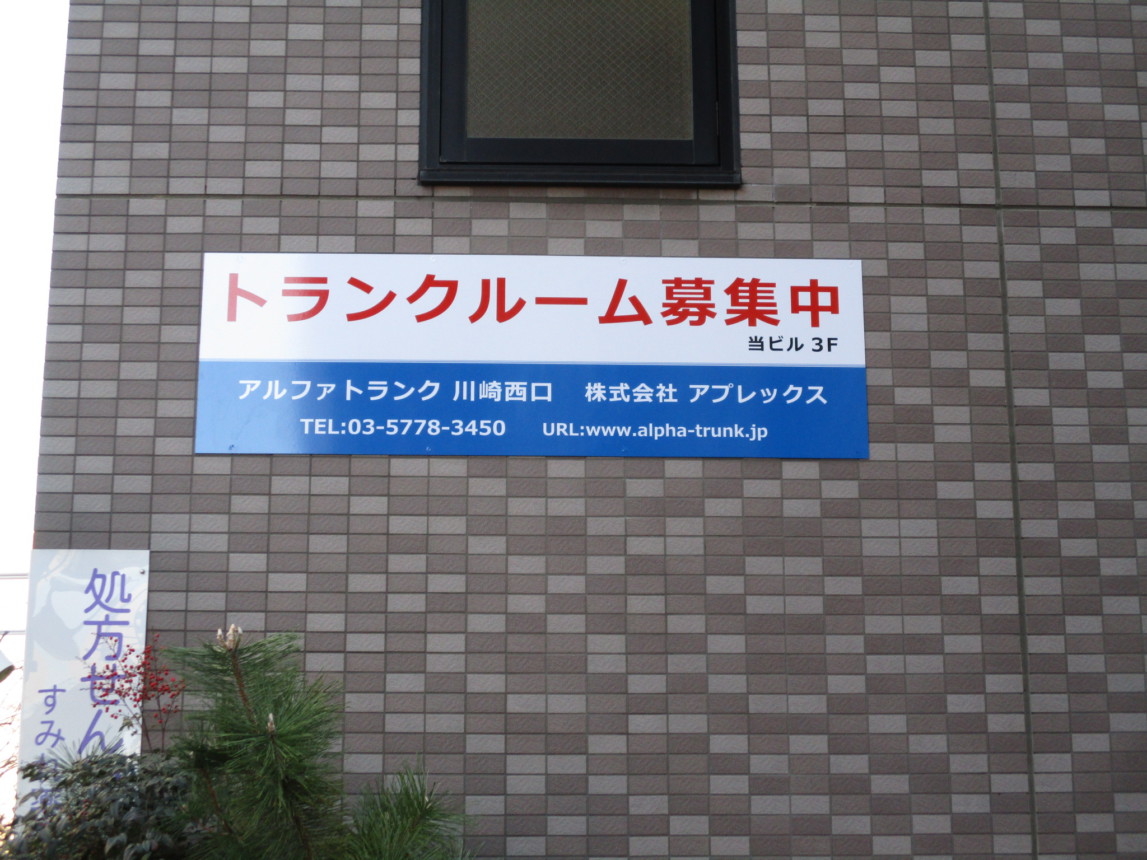 トランクルーム募集中
当ビル 3F
アルファトランク 川崎西口 株式会社 アプレックス
TEL:03-5778-3450 URL:www.alpha-trunk.jp
処方せん
すみ